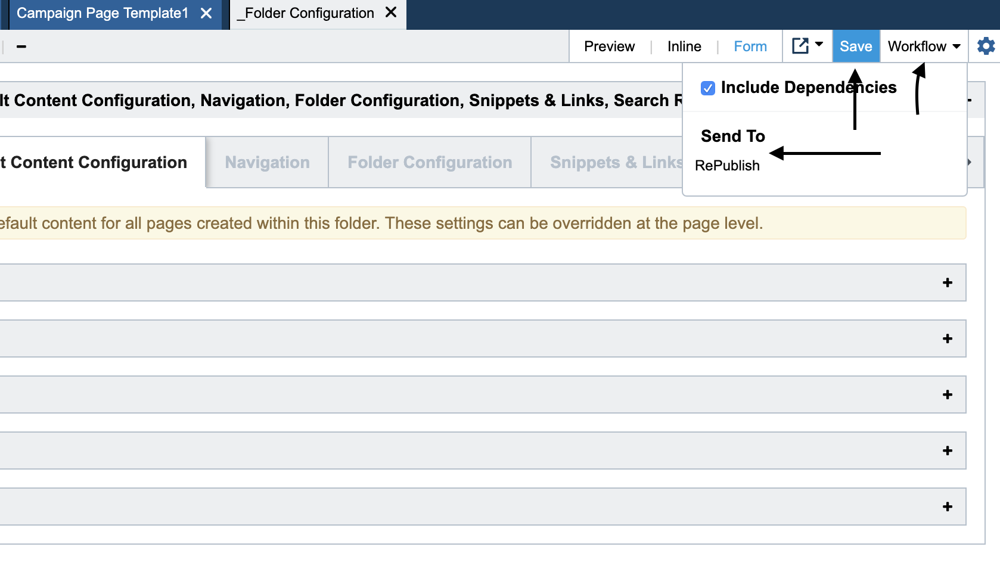 Campaign Page Template1
_Folder Configuration
Preview | Inline | Form Save Workflow
Include Dependencies
lt Content Configuration, Navigation, Folder Configuration, Snippets & Links, Search R
Send To
t Content Configuration Navigation Folder Configuration Snippets & Links
RePublish
efault content for all pages created within this folder. These settings can be overridden at the page level.